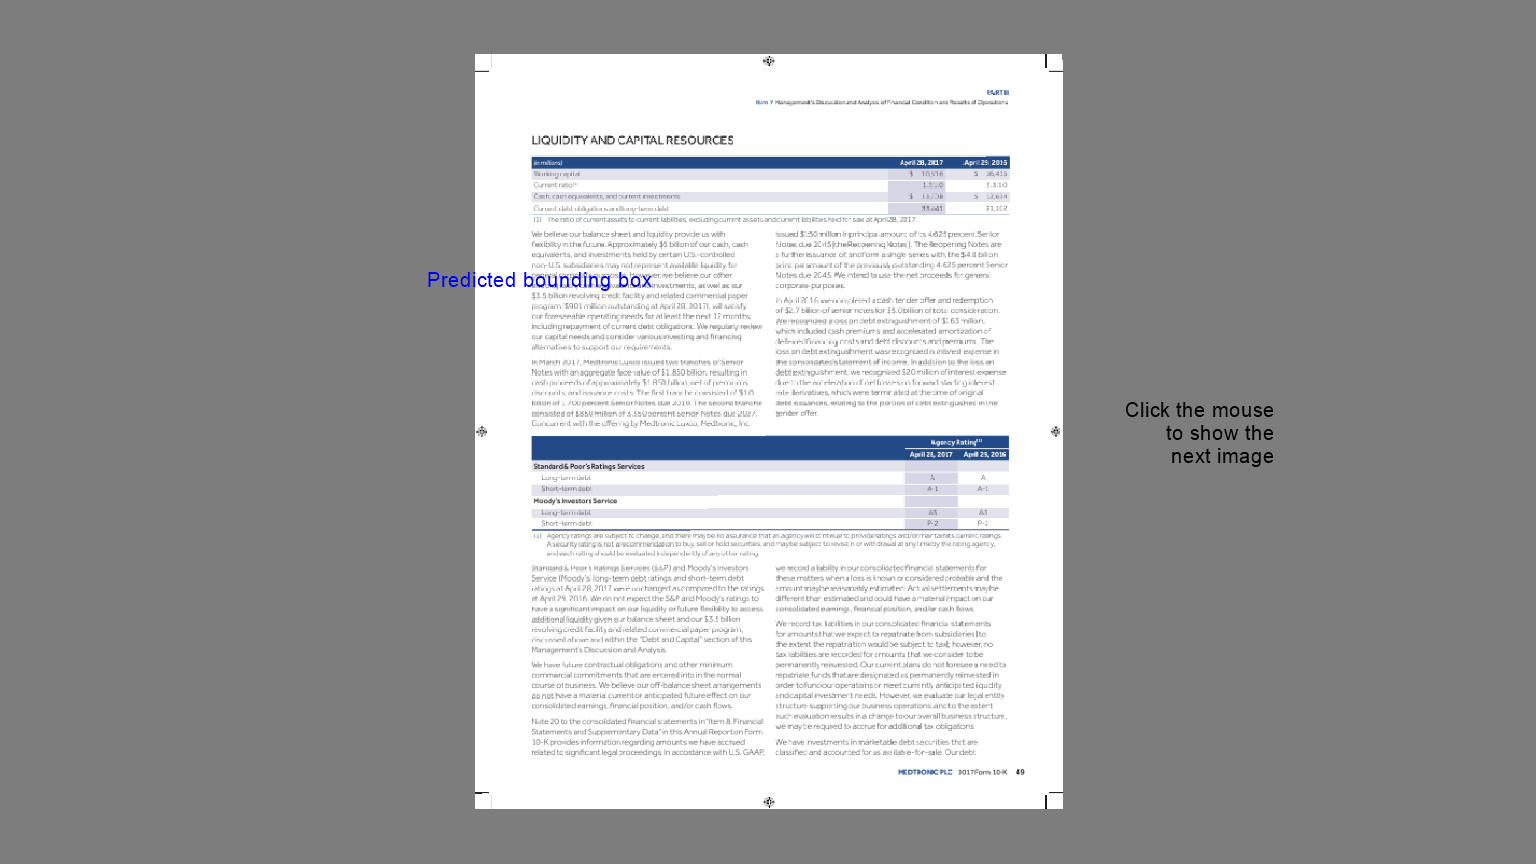 PART II
Item 7 Management's Discussion and Analysis of Financial Condition and Results of Operations
LIQUIDITY AND CAPITAL RESOURCES
(in millions) April 28, 2017 April 29, 2016
Working capital
Current ratio(1)
Cash, cash equivalents, and current investments
Current debt obligations and long-term debt
(1) The ratio of current assets to current liabilities, excluding current assets and current liabilities held for sale at April 28, 2017.
We believe our balance sheet and liquidity provide us with
flexibility in the future. Approximately $6 billion of our cash, cash
equivalents, and investments held by certain U.S.-controlled
non-U.S. subsidiaries may not represent available liquidity for
general corporate purposes. However, we believe our other
Predicted bounding box
investments, as well as our
$3.5 billion revolving credit facility and related commercial paper
program ($901 million outstanding at April 28, 2017), will satisfy
our foreseeable operating needs for at least the next 12 months,
including repayment of current debt obligations. We regularly review
our capital needs and consider various investing and financing
alternatives to support our requirements.
In March 2017, Medtronic Luxco issued two tranches of Senior
Notes with an aggregate face value of $1.850 billion, resulting in
cash proceeds of approximately $1.850 billion, net of premiums,
discounts, and issuance costs. The first tranche consisted of $1.0
billion of 1.700 percent Senior Notes due 2019. The second tranche
consisted of $850 million of 3.350 percent Senior Notes due 2027.
Concurrent with the offering by Medtronic Luxco, Medtronic, Inc.
issued $150 million in principal amount of its 4.625 percent Senior
Notes due 2045 (the Reopening Notes). The Reopening Notes are
a further issuance of, and form a single series with, the $4.0 billion
principal amount of the previously outstanding 4.625 percent Senior
Notes due 2045. We intend to use the net proceeds for general
corporate purposes.
In April 2016, we completed a cash tender offer and redemption
of $2.7 billion of senior notes for $3.0 billion of total consideration.
We recognized a loss on debt extinguishment of $163 million,
which included cash premiums and accelerated amortization of
deferred financing costs and debt discounts and premiums. The
loss on debt extinguishment was recognized in interest expense in
the consolidated statement of income. In addition to the loss on
debt extinguishment, we recognized $20 million of interest expense
due to the acceleration of net losses on forward starting interest
rate derivatives, which were terminated at the time of original
debt issuances, relating to the portion of debt extinguished in the
tender offer.
Agency Rating(1)
April 28, 2017 April 29, 2016
Standard & Poor's Ratings Services
Long-term debt A A
Short-term debt A-1 A-1
Moody's Investors Service
Long-term debt A3 A3
Short-term debt P-2 P-2
(1) Agency ratings are subject to change, and there may be no assurance that an agency will continue to provide ratings and/or maintain its current ratings.
A security rating is not a recommendation to buy, sell or hold securities, and may be subject to revision or withdrawal at any time by the rating agency,
and each rating should be evaluated independently of any other rating.
Standard & Poor's Ratings Services (S&P) and Moody's Investors
Service (Moody's) long-term debt ratings and short-term debt
ratings at April 28, 2017 were unchanged as compared to the ratings
at April 29, 2016. We do not expect the S&P and Moody's ratings to
have a significant impact on our liquidity or future flexibility to access
additional liquidity given our balance sheet and our $3.5 billion
revolving credit facility and related commercial paper program,
discussed above and within the "Debt and Capital" section of this
Management's Discussion and Analysis.
We have future contractual obligations and other minimum
commercial commitments that are entered into in the normal
course of business. We believe our off-balance sheet arrangements
do not have a material current or anticipated future effect on our
consolidated earnings, financial position, and/or cash flows.
Note 20 to the consolidated financial statements in "Item 8. Financial
Statements and Supplementary Data" in this Annual Report on Form
10-K provides information regarding amounts we have accrued
related to significant legal proceedings. In accordance with U.S. GAAP,
we record a liability in our consolidated financial statements for
these matters when a loss is known or considered probable and the
amount may be reasonably estimated. Actual settlements may be
different than estimated and could have a material impact on our
consolidated earnings, financial position, and/or cash flows.
We record tax liabilities in our consolidated financial statements
for amounts that we expect to repatriate from subsidiaries (to
the extent the repatriation would be subject to tax); however, no
tax liabilities are recorded for amounts that we consider to be
permanently reinvested. Our current plans do not foresee a need to
repatriate funds that are designated as permanently reinvested in
order to fund our operations or meet currently anticipated liquidity
and capital investment needs. However, we evaluate our legal entity
structure supporting our business operations, and to the extent
such evaluation results in a change to our overall business structure,
we may be required to accrue for additional tax obligations.
We have investments in marketable debt securities that are
classified and accounted for as available-for-sale. Our debt
MEDTRONIC PLC 2017 Form 10-K 49
Click the mouse
to show the
next image